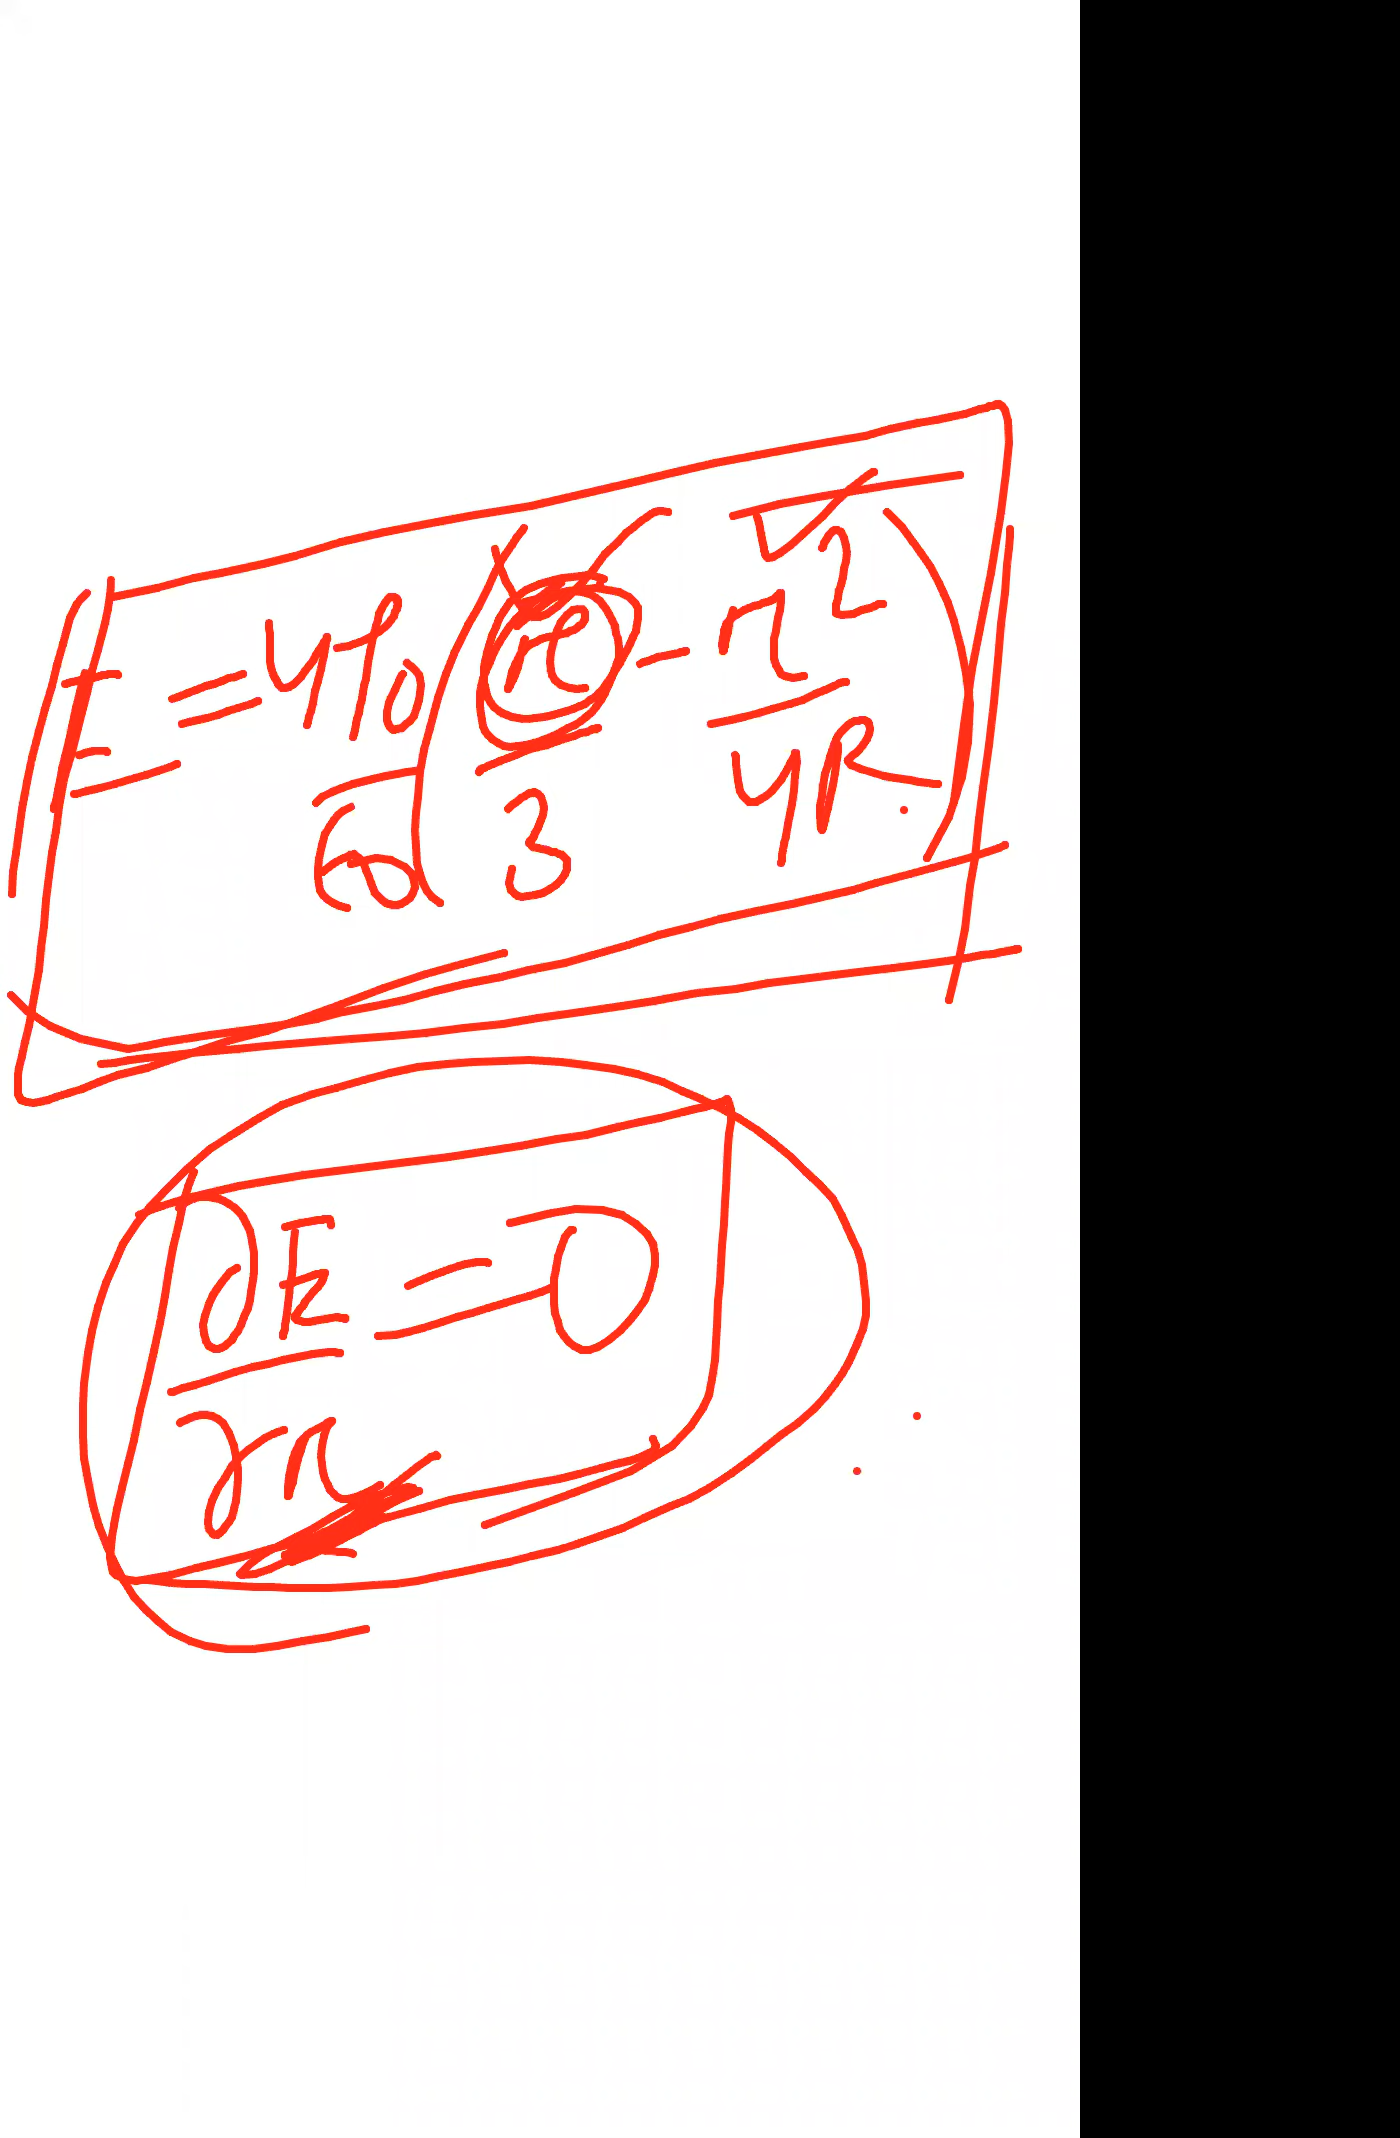 E = 4ρ₀/ε₀ (r/3 - r²/4R)
∂E/∂r = 0